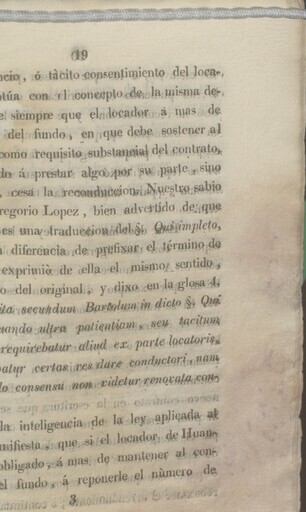 19
ncio, ó tácito consentimiento del loca-
túa con el concepto de la misma de-
e siempre que el locador á mas de
del fundo, en que debe sostener al
como requisito substancial del contrato,
do á prestar algo por su parte, sino
, cesa la reconduccion. Nuestro sabio
regorio Lopez, bien advertido de que
es una traduccion del §. Qui impleto,
a diferencia de prefixar el término de
exprimió de ella el mismo sentido,
o del original, y dixo en la glosa 4,
ita secundum Bartolum in dicto §. Qui
uando ultra patientiam, seu tacitum
requirebatur aliud ex parte locatoris,
batur certas res dare conductori, nam
lo consensu non videtur renovata con-
la inteligencia de la ley aplicada al
anifiesta, que si el locador de Huan-
obligado, á mas de mantener al con-
el fundo, á reponerle el número de
3